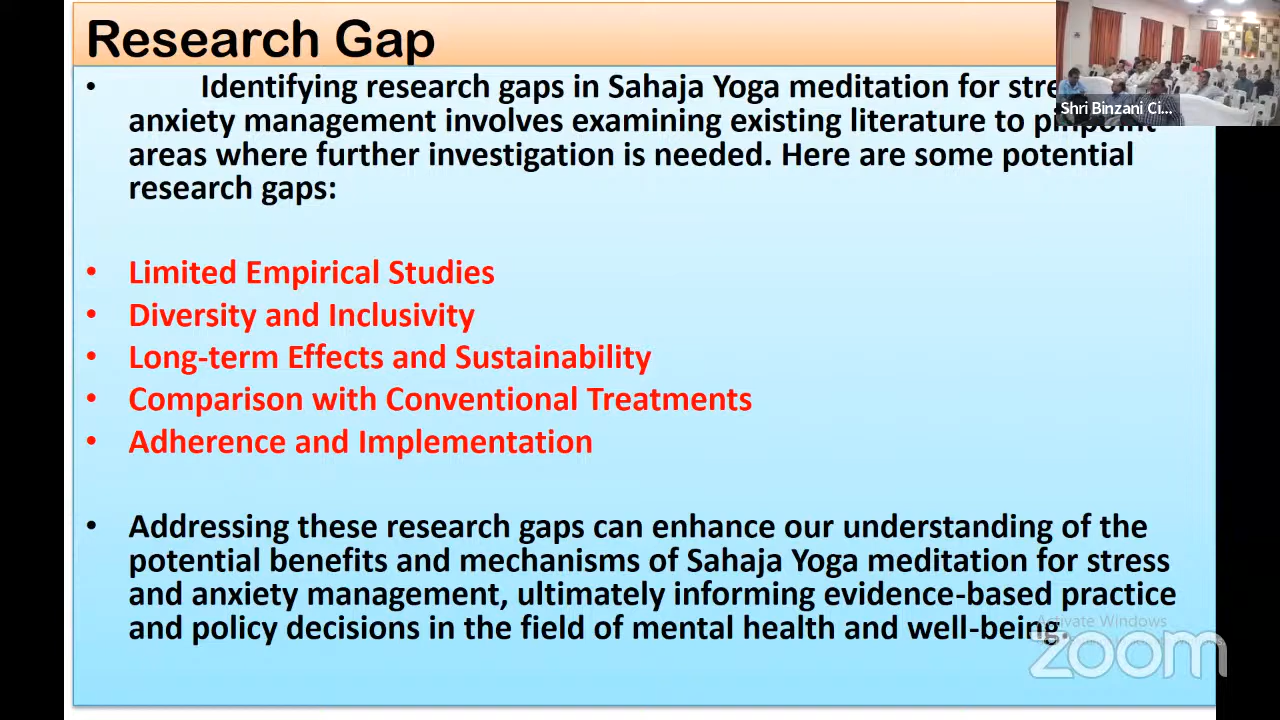 Research Gap
• Identifying research gaps in Sahaja Yoga meditation for
anxiety management involves examining existing literature to pinpoint
areas where further investigation is needed. Here are some potential
research gaps:
• Limited Empirical Studies
• Diversity and Inclusivity
• Long-term Effects and Sustainability
• Comparison with Conventional Treatments
• Adherence and Implementation
• Addressing these research gaps can enhance our understanding of the
potential benefits and mechanisms of Sahaja Yoga meditation for stress
and anxiety management, ultimately informing evidence-based practice
and policy decisions in the field of mental health and well-being.
Shri Binzani Ci...
Activate Windows
zoom